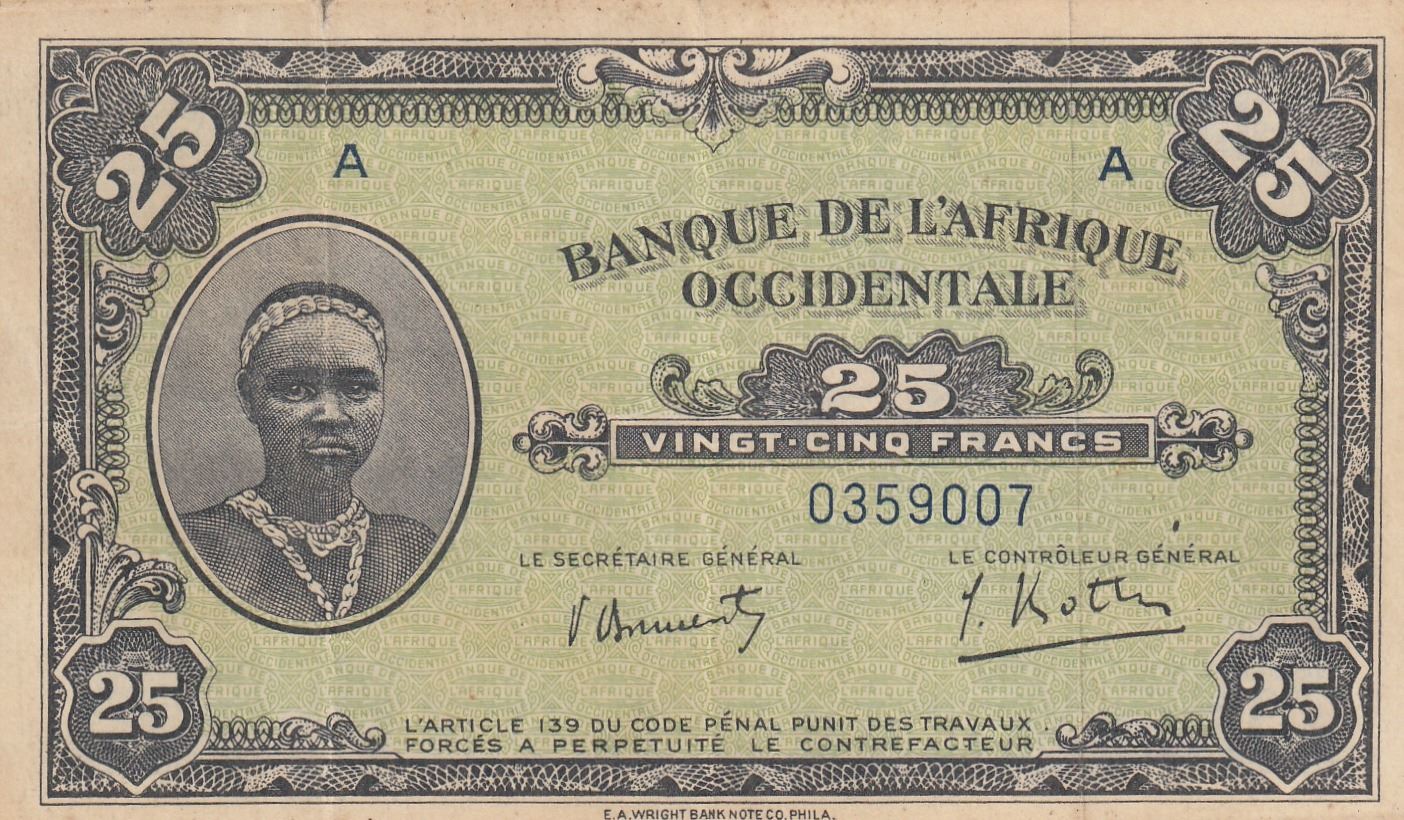 25
25
A
A
BANQUE DE L'AFRIQUE
OCCIDENTALE
25
VINGT-CINQ FRANCS
0359007
LE SECRÉTAIRE GÉNÉRAL
LE CONTRÔLEUR GÉNÉRAL
25
25
L'ARTICLE 139 DU CODE PÉNAL PUNIT DES TRAVAUX
FORCÉS A PERPETUITÉ LE CONTREFACTEUR
E.A.WRIGHT BANK NOTE CO. PHILA.